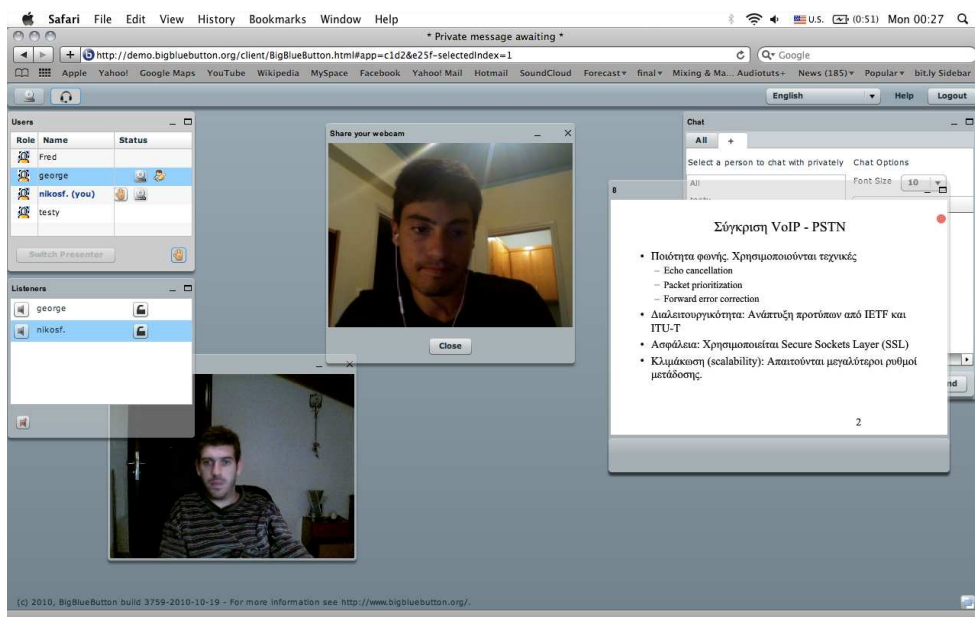 Safari File Edit View History Bookmarks Window Help
U.S. (0:51) Mon 00:27
* Private message awaiting *
http://demo.bigbluebutton.org/client/BigBlueButton.html#app=c1d2&e25f-selectedIndex=1
Google
Apple Yahoo! Google Maps YouTube Wikipedia MySpace Facebook Yahoo! Mail Hotmail SoundCloud Forecast final Mixing & Ma... Audiotuts+ News (185) Popular bit.ly Sidebar
English Help Logout
Users
Role Name Status
Fred
george
nikosf. (you)
testy
Switch Presenter
Listeners
george
nikosf.
Share your webcam
Close
Chat
All +
Select a person to chat with privately
All
Chat Options
Font Size 10
8
Σύγκριση VoIP - PSTN
• Ποιότητα φωνής. Χρησιμοποιούνται τεχνικές
– Echo cancellation
– Packet prioritization
– Forward error correction
• Διαλειτουργικότητα: Ανάπτυξη προτύπων από IETF και
ITU-T
• Ασφάλεια: Χρησιμοποιείται Secure Sockets Layer (SSL)
• Κλιμάκωση (scalability): Απαιτούνται μεγαλύτεροι ρυθμοί
μετάδοσης.
2
(c) 2010, BigBlueButton build 3759-2010-10-19 - For more information see http://www.bigbluebutton.org/.